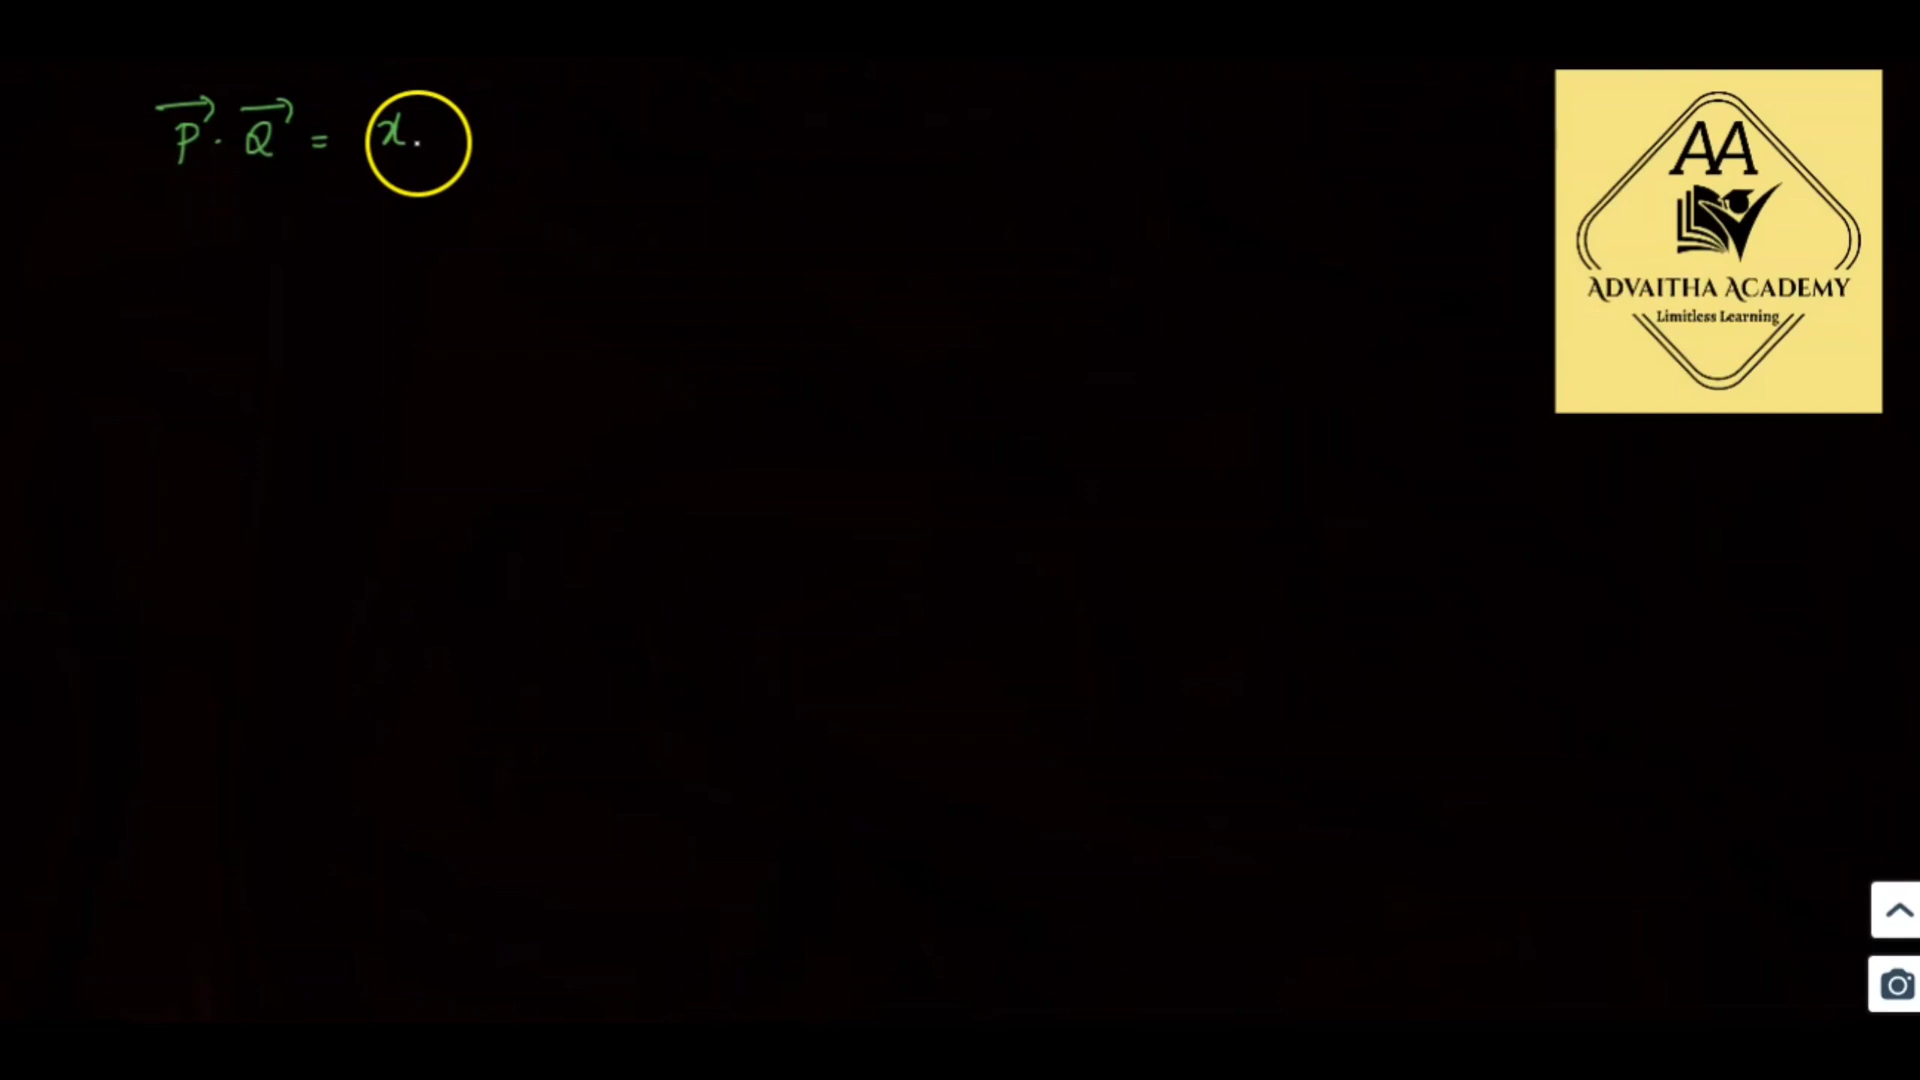 P⃗ · Q⃗ = x
AA
ADVAITHA ACADEMY
Limitless Learning